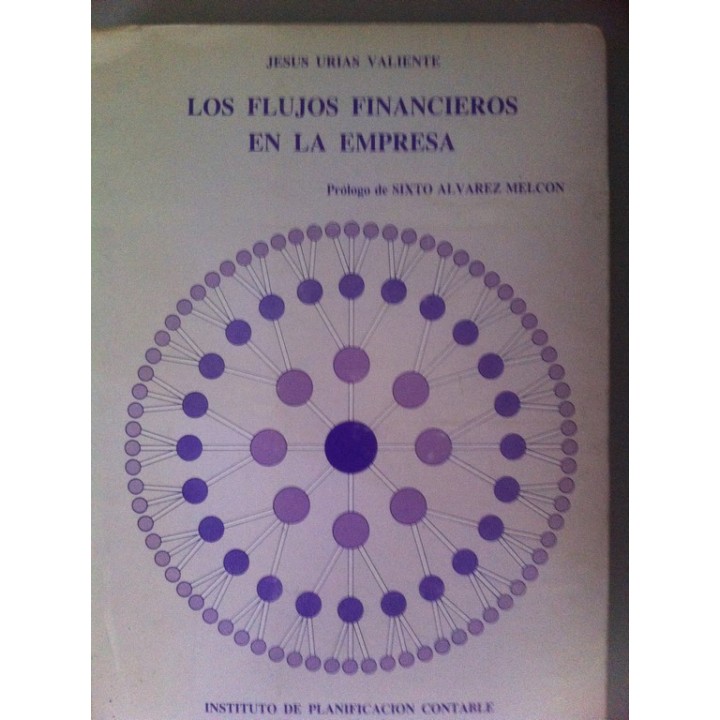 JESUS URIAS VALIENTE
LOS FLUJOS FINANCIEROS
EN LA EMPRESA
Prólogo de SIXTO ALVAREZ MELCON
INSTITUTO DE PLANIFICACION CONTABLE